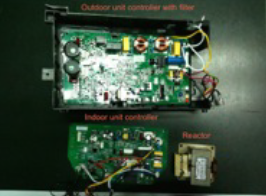 Outdoor unit controller with filter
Indoor unit controller
Reactor